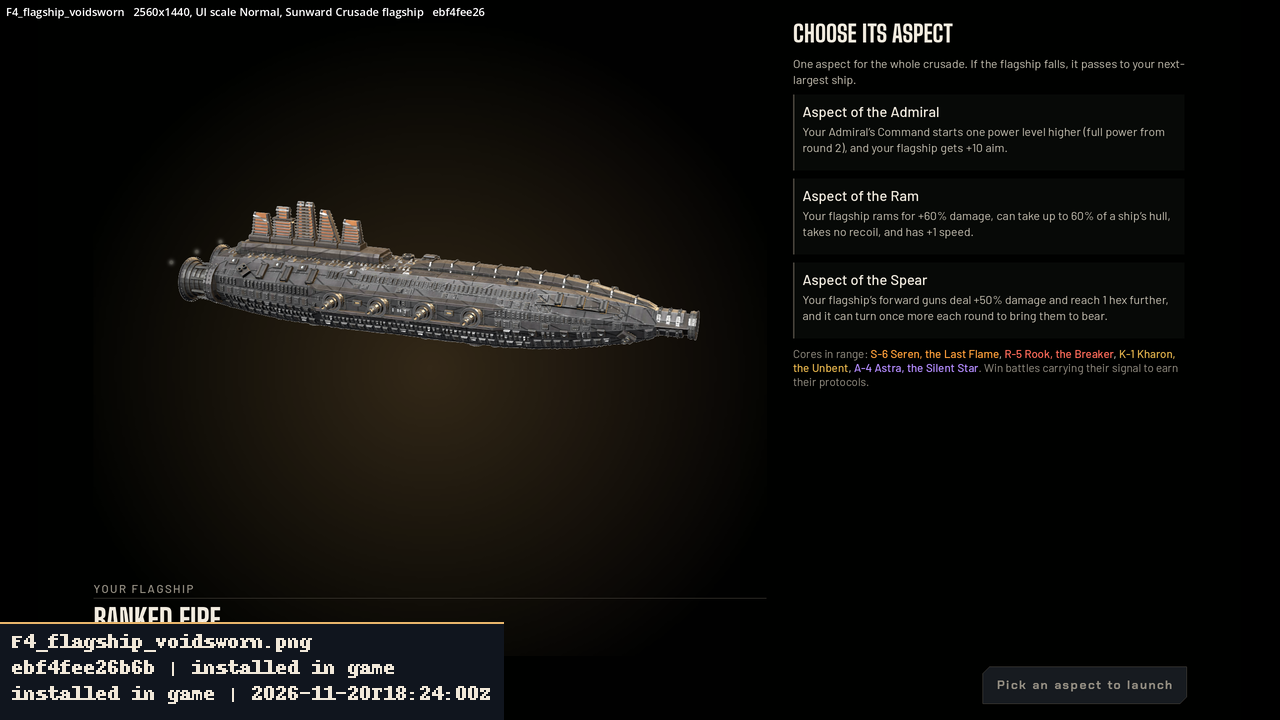 F4_flagship_voidsworn 2560x1440, UI scale Normal, Sunward Crusade flagship ebf4fee26
CHOOSE ITS ASPECT
One aspect for the whole crusade. If the flagship falls, it passes to your next-
largest ship.
Aspect of the Admiral
Your Admiral's Command starts one power level higher (full power from
round 2), and your flagship gets +10 aim.
Aspect of the Ram
Your flagship rams for +60% damage, can take up to 60% of a ship's hull,
takes no recoil, and has +1 speed.
Aspect of the Spear
Your flagship's forward guns deal +50% damage and reach 1 hex further,
and it can turn once more each round to bring them to bear.
Cores in range: S-6 Seren, the Last Flame, R-5 Rook, the Breaker, K-1 Kharon,
the Unbent, A-4 Astra, the Silent Star. Win battles carrying their signal to earn
their protocols.
YOUR FLAGSHIP
BANKED FIRE
F4_flagship_voidsworn.png
ebf4fee26b6b | installed in game
installed in game | 2026-11-20T18:24:00Z
Pick an aspect to launch